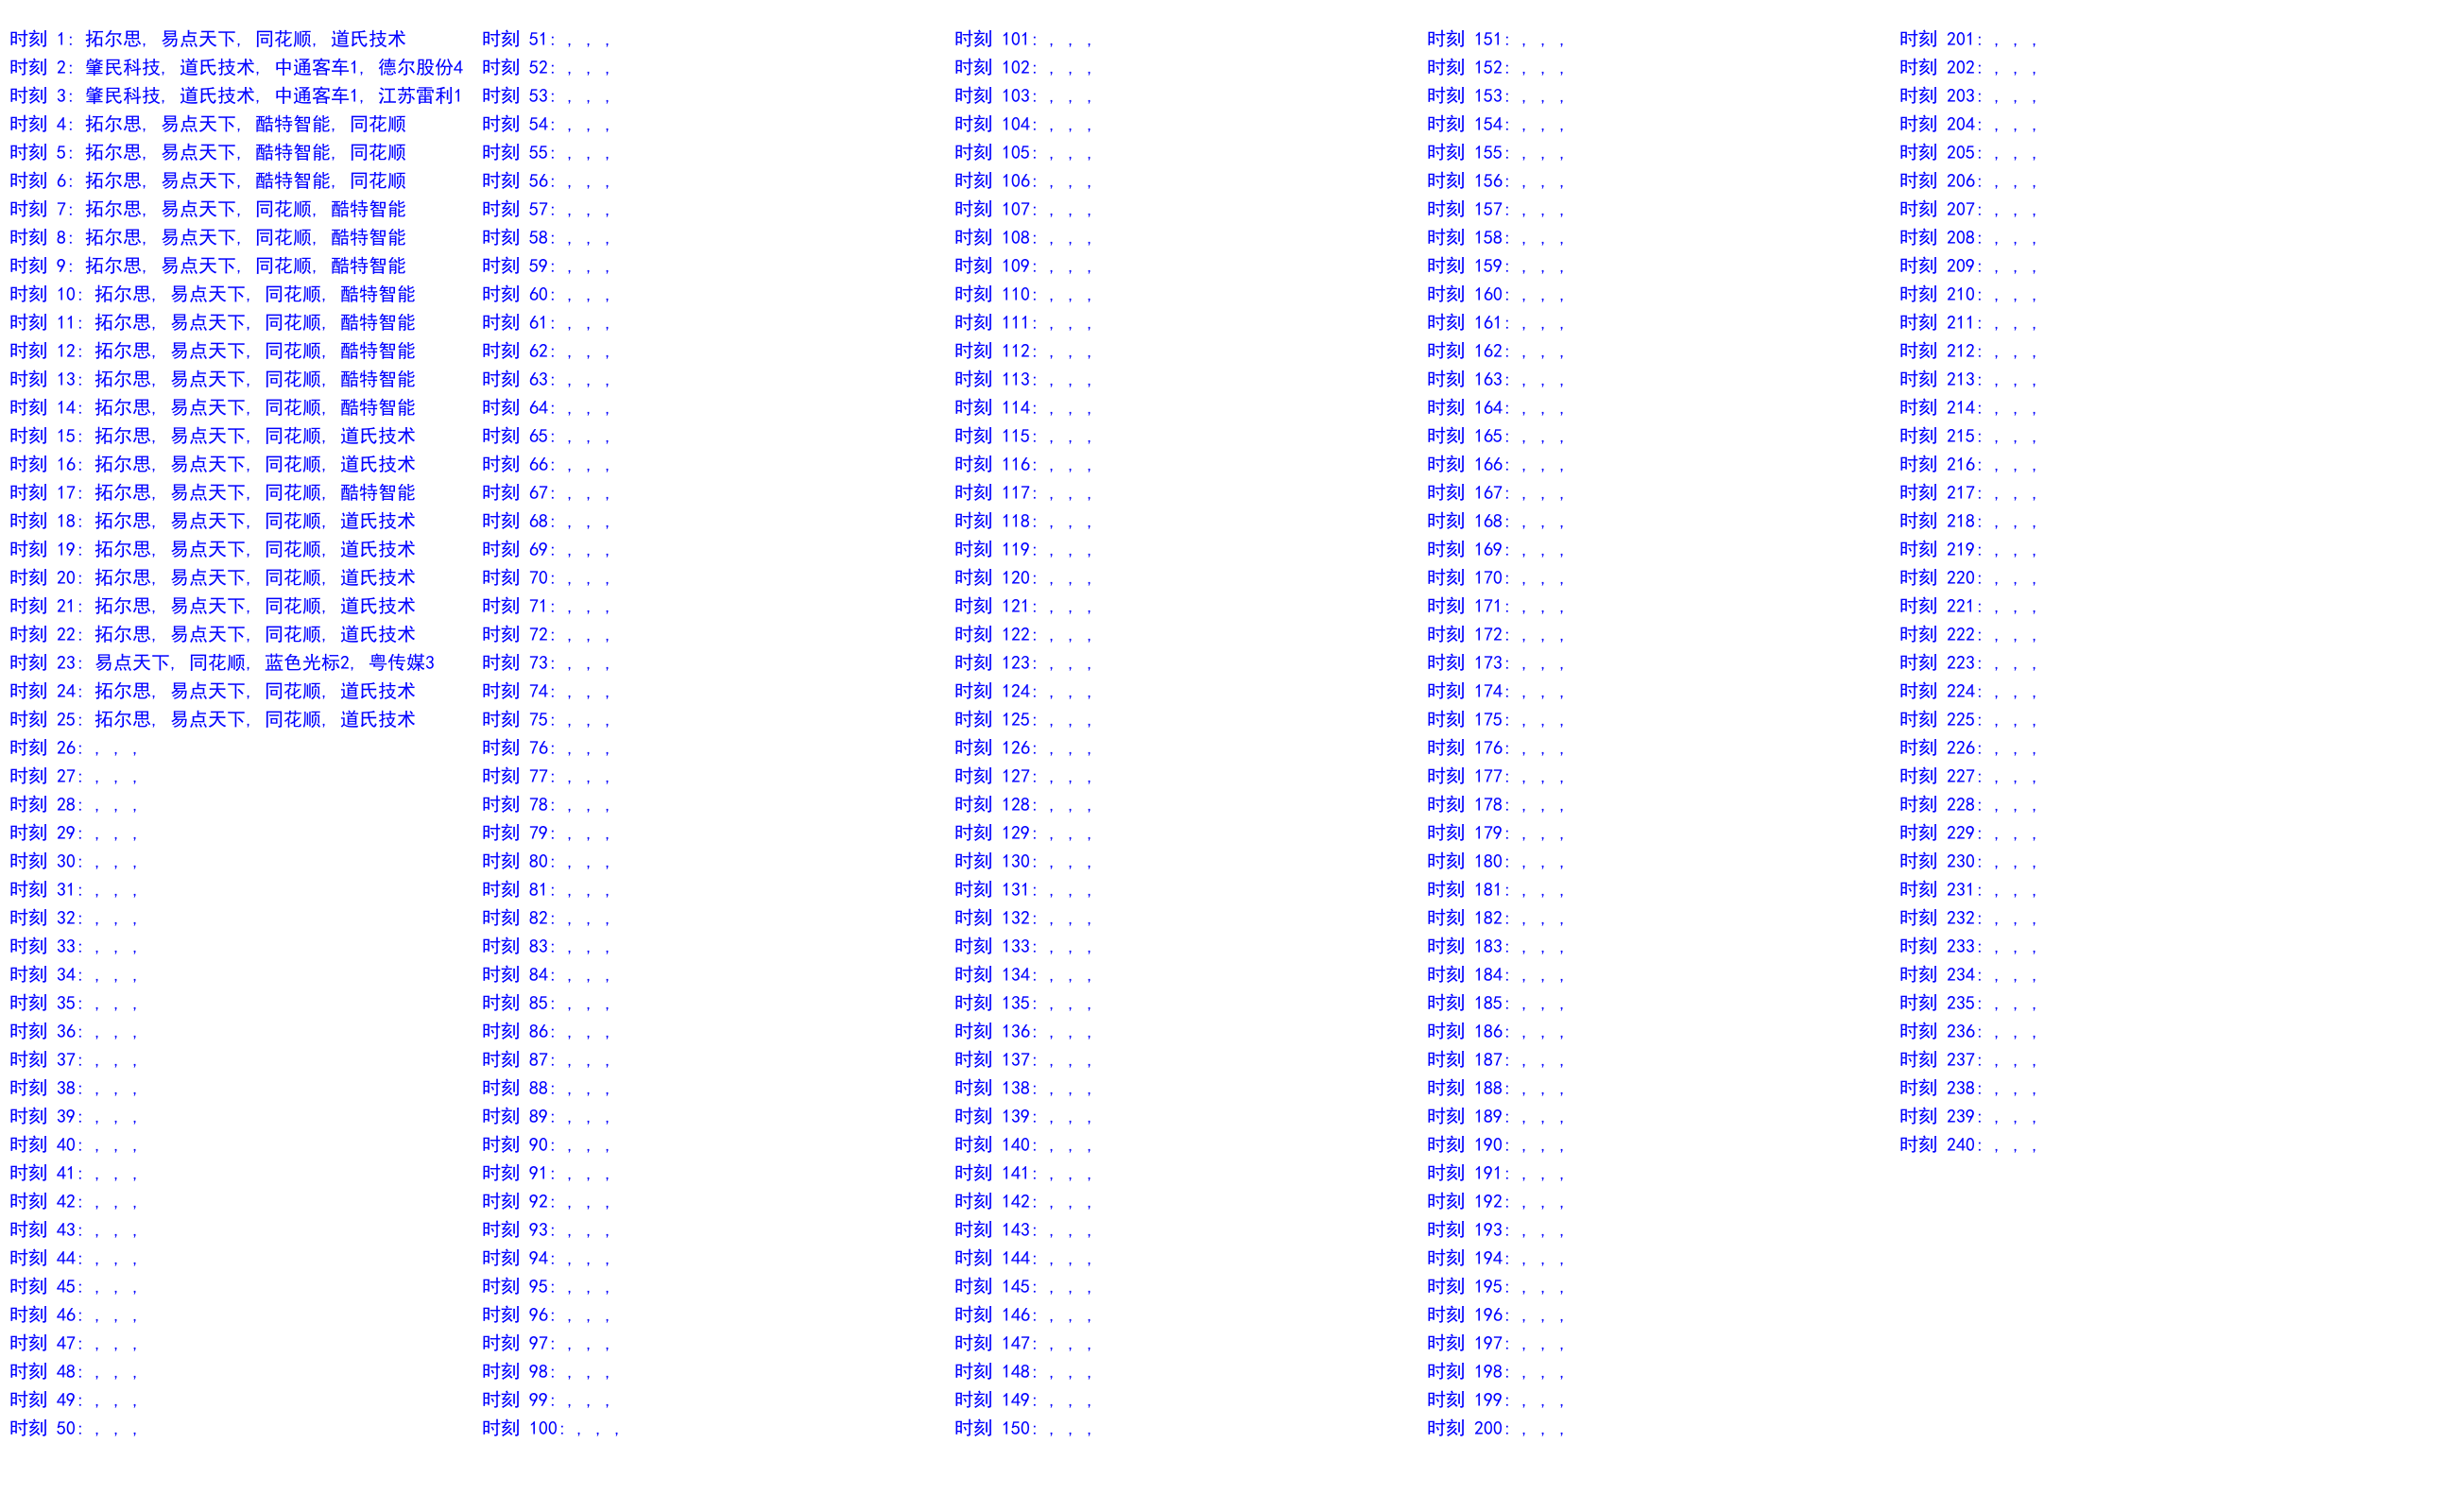 时刻 1: 拓尔思, 易点天下, 同花顺, 道氏技术
时刻 2: 肇民科技, 道氏技术, 中通客车1, 德尔股份4
时刻 3: 肇民科技, 道氏技术, 中通客车1, 江苏雷利1
时刻 4: 拓尔思, 易点天下, 酷特智能, 同花顺
时刻 5: 拓尔思, 易点天下, 酷特智能, 同花顺
时刻 6: 拓尔思, 易点天下, 酷特智能, 同花顺
时刻 7: 拓尔思, 易点天下, 同花顺, 酷特智能
时刻 8: 拓尔思, 易点天下, 同花顺, 酷特智能
时刻 9: 拓尔思, 易点天下, 同花顺, 酷特智能
时刻 10: 拓尔思, 易点天下, 同花顺, 酷特智能
时刻 11: 拓尔思, 易点天下, 同花顺, 酷特智能
时刻 12: 拓尔思, 易点天下, 同花顺, 酷特智能
时刻 13: 拓尔思, 易点天下, 同花顺, 酷特智能
时刻 14: 拓尔思, 易点天下, 同花顺, 酷特智能
时刻 15: 拓尔思, 易点天下, 同花顺, 道氏技术
时刻 16: 拓尔思, 易点天下, 同花顺, 道氏技术
时刻 17: 拓尔思, 易点天下, 同花顺, 酷特智能
时刻 18: 拓尔思, 易点天下, 同花顺, 道氏技术
时刻 19: 拓尔思, 易点天下, 同花顺, 道氏技术
时刻 20: 拓尔思, 易点天下, 同花顺, 道氏技术
时刻 21: 拓尔思, 易点天下, 同花顺, 道氏技术
时刻 22: 拓尔思, 易点天下, 同花顺, 道氏技术
时刻 23: 易点天下, 同花顺, 蓝色光标2, 粤传媒3
时刻 24: 拓尔思, 易点天下, 同花顺, 道氏技术
时刻 25: 拓尔思, 易点天下, 同花顺, 道氏技术
时刻 26: , , ,
时刻 27: , , ,
时刻 28: , , ,
时刻 29: , , ,
时刻 30: , , ,
时刻 31: , , ,
时刻 32: , , ,
时刻 33: , , ,
时刻 34: , , ,
时刻 35: , , ,
时刻 36: , , ,
时刻 37: , , ,
时刻 38: , , ,
时刻 39: , , ,
时刻 40: , , ,
时刻 41: , , ,
时刻 42: , , ,
时刻 43: , , ,
时刻 44: , , ,
时刻 45: , , ,
时刻 46: , , ,
时刻 47: , , ,
时刻 48: , , ,
时刻 49: , , ,
时刻 50: , , ,
时刻 51: , , ,
时刻 52: , , ,
时刻 53: , , ,
时刻 54: , , ,
时刻 55: , , ,
时刻 56: , , ,
时刻 57: , , ,
时刻 58: , , ,
时刻 59: , , ,
时刻 60: , , ,
时刻 61: , , ,
时刻 62: , , ,
时刻 63: , , ,
时刻 64: , , ,
时刻 65: , , ,
时刻 66: , , ,
时刻 67: , , ,
时刻 68: , , ,
时刻 69: , , ,
时刻 70: , , ,
时刻 71: , , ,
时刻 72: , , ,
时刻 73: , , ,
时刻 74: , , ,
时刻 75: , , ,
时刻 76: , , ,
时刻 77: , , ,
时刻 78: , , ,
时刻 79: , , ,
时刻 80: , , ,
时刻 81: , , ,
时刻 82: , , ,
时刻 83: , , ,
时刻 84: , , ,
时刻 85: , , ,
时刻 86: , , ,
时刻 87: , , ,
时刻 88: , , ,
时刻 89: , , ,
时刻 90: , , ,
时刻 91: , , ,
时刻 92: , , ,
时刻 93: , , ,
时刻 94: , , ,
时刻 95: , , ,
时刻 96: , , ,
时刻 97: , , ,
时刻 98: , , ,
时刻 99: , , ,
时刻 100: , , ,
时刻 101: , , ,
时刻 102: , , ,
时刻 103: , , ,
时刻 104: , , ,
时刻 105: , , ,
时刻 106: , , ,
时刻 107: , , ,
时刻 108: , , ,
时刻 109: , , ,
时刻 110: , , ,
时刻 111: , , ,
时刻 112: , , ,
时刻 113: , , ,
时刻 114: , , ,
时刻 115: , , ,
时刻 116: , , ,
时刻 117: , , ,
时刻 118: , , ,
时刻 119: , , ,
时刻 120: , , ,
时刻 121: , , ,
时刻 122: , , ,
时刻 123: , , ,
时刻 124: , , ,
时刻 125: , , ,
时刻 126: , , ,
时刻 127: , , ,
时刻 128: , , ,
时刻 129: , , ,
时刻 130: , , ,
时刻 131: , , ,
时刻 132: , , ,
时刻 133: , , ,
时刻 134: , , ,
时刻 135: , , ,
时刻 136: , , ,
时刻 137: , , ,
时刻 138: , , ,
时刻 139: , , ,
时刻 140: , , ,
时刻 141: , , ,
时刻 142: , , ,
时刻 143: , , ,
时刻 144: , , ,
时刻 145: , , ,
时刻 146: , , ,
时刻 147: , , ,
时刻 148: , , ,
时刻 149: , , ,
时刻 150: , , ,
时刻 151: , , ,
时刻 152: , , ,
时刻 153: , , ,
时刻 154: , , ,
时刻 155: , , ,
时刻 156: , , ,
时刻 157: , , ,
时刻 158: , , ,
时刻 159: , , ,
时刻 160: , , ,
时刻 161: , , ,
时刻 162: , , ,
时刻 163: , , ,
时刻 164: , , ,
时刻 165: , , ,
时刻 166: , , ,
时刻 167: , , ,
时刻 168: , , ,
时刻 169: , , ,
时刻 170: , , ,
时刻 171: , , ,
时刻 172: , , ,
时刻 173: , , ,
时刻 174: , , ,
时刻 175: , , ,
时刻 176: , , ,
时刻 177: , , ,
时刻 178: , , ,
时刻 179: , , ,
时刻 180: , , ,
时刻 181: , , ,
时刻 182: , , ,
时刻 183: , , ,
时刻 184: , , ,
时刻 185: , , ,
时刻 186: , , ,
时刻 187: , , ,
时刻 188: , , ,
时刻 189: , , ,
时刻 190: , , ,
时刻 191: , , ,
时刻 192: , , ,
时刻 193: , , ,
时刻 194: , , ,
时刻 195: , , ,
时刻 196: , , ,
时刻 197: , , ,
时刻 198: , , ,
时刻 199: , , ,
时刻 200: , , ,
时刻 201: , , ,
时刻 202: , , ,
时刻 203: , , ,
时刻 204: , , ,
时刻 205: , , ,
时刻 206: , , ,
时刻 207: , , ,
时刻 208: , , ,
时刻 209: , , ,
时刻 210: , , ,
时刻 211: , , ,
时刻 212: , , ,
时刻 213: , , ,
时刻 214: , , ,
时刻 215: , , ,
时刻 216: , , ,
时刻 217: , , ,
时刻 218: , , ,
时刻 219: , , ,
时刻 220: , , ,
时刻 221: , , ,
时刻 222: , , ,
时刻 223: , , ,
时刻 224: , , ,
时刻 225: , , ,
时刻 226: , , ,
时刻 227: , , ,
时刻 228: , , ,
时刻 229: , , ,
时刻 230: , , ,
时刻 231: , , ,
时刻 232: , , ,
时刻 233: , , ,
时刻 234: , , ,
时刻 235: , , ,
时刻 236: , , ,
时刻 237: , , ,
时刻 238: , , ,
时刻 239: , , ,
时刻 240: , , ,